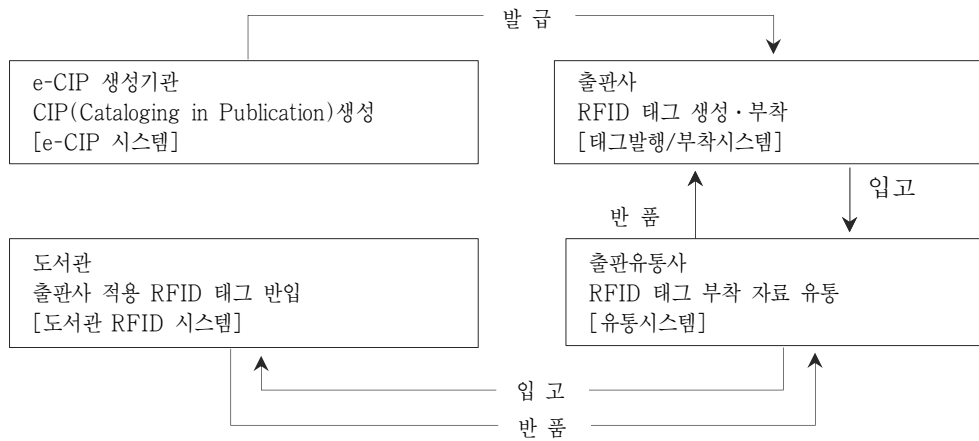 발 급
e-CIP 생성기관
CIP(Cataloging in Publication)생성
[e-CIP 시스템]
출판사
RFID 태그 생성·부착
[태그발행/부착시스템]
반 품
입고
도서관
출판사 적용 RFID 태그 반입
[도서관 RFID 시스템]
출판유통사
RFID 태그 부착 자료 유통
[유통시스템]
입 고
반 품